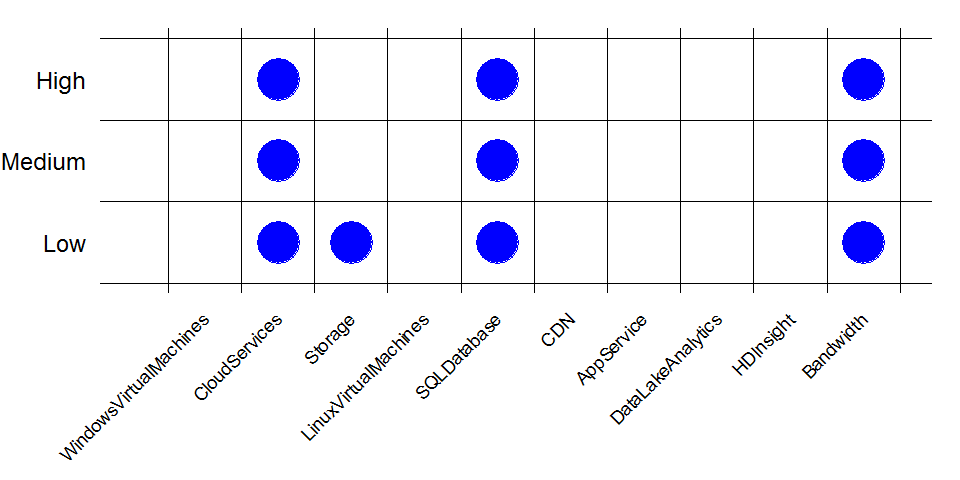 High
Medium
Low
WindowsVirtualMachines
CloudServices
Storage
LinuxVirtualMachines
SQLDatabase
CDN
AppService
DataLakeAnalytics
HDInsight
Bandwidth